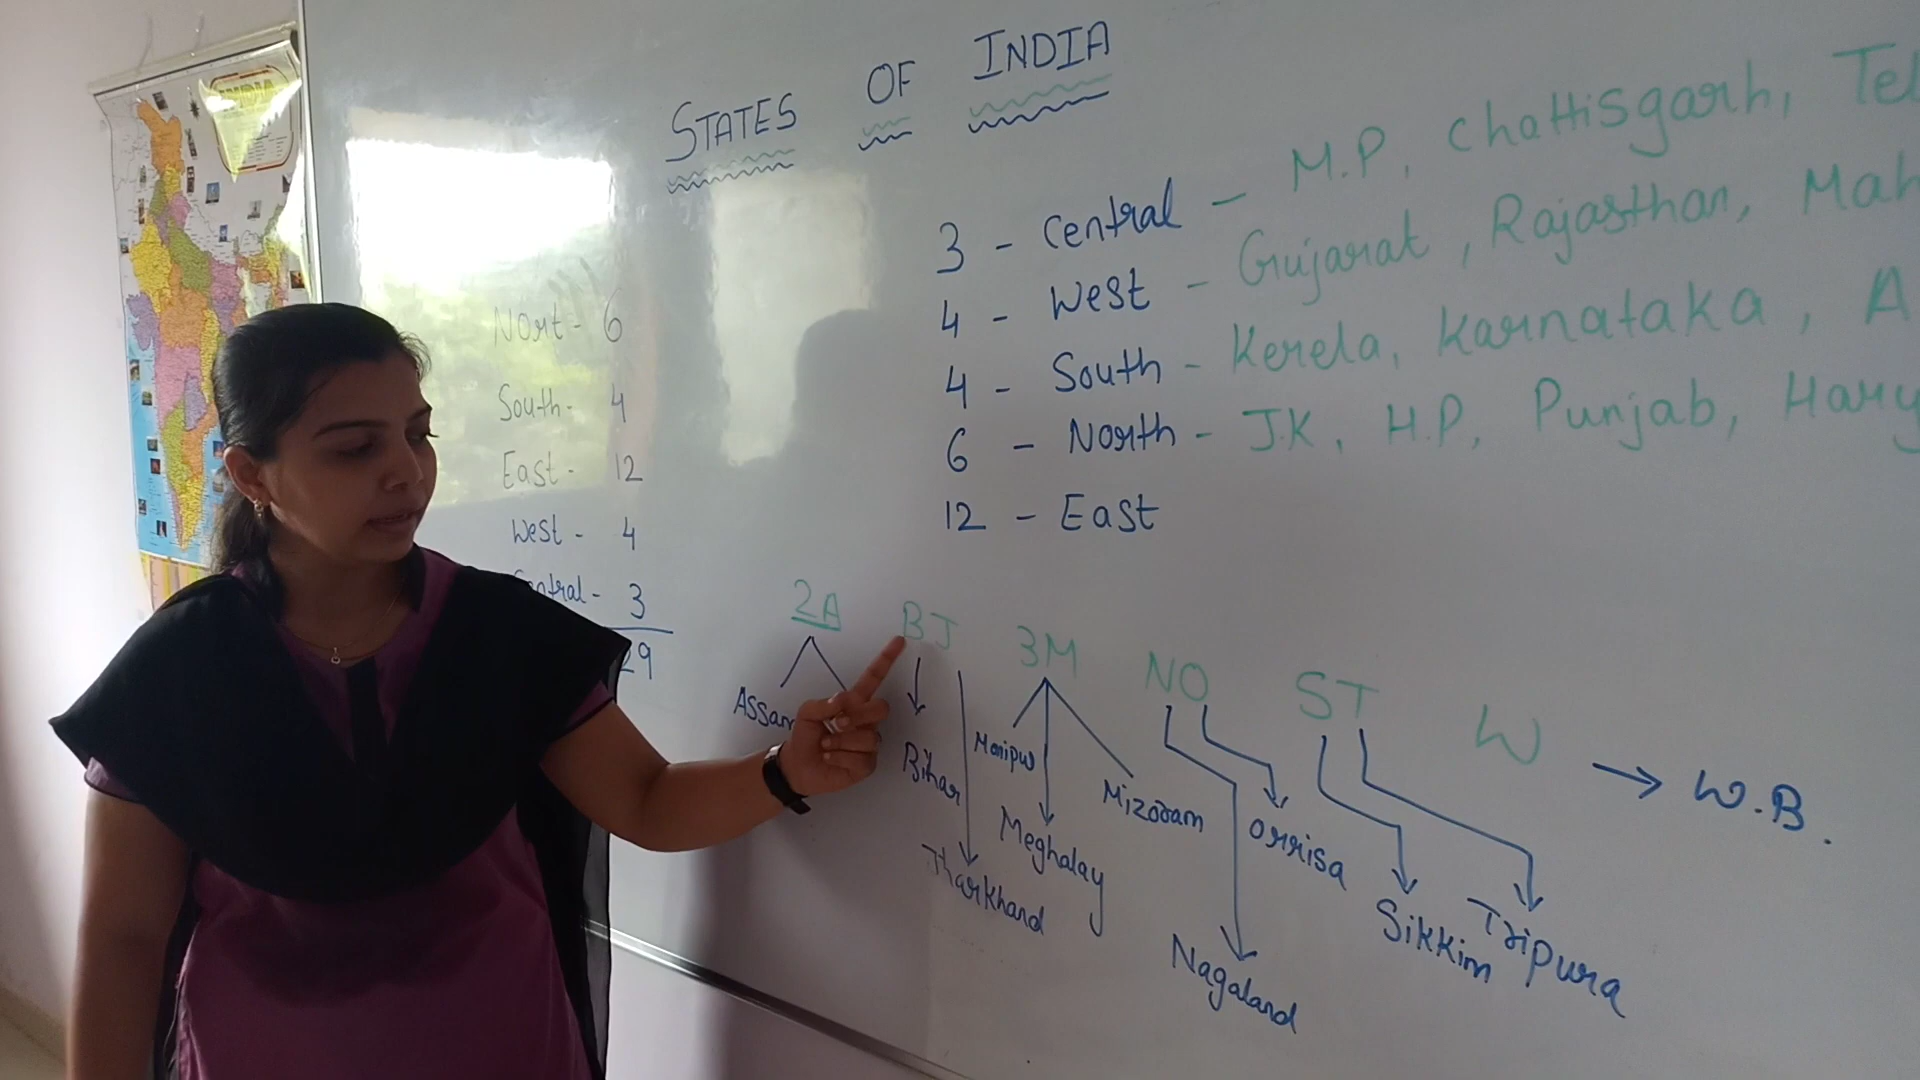 STATES OF INDIA
Nort - 6
South - 4
East - 12
West - 4
Central - 3
29
3 - Central - M.P, Chattisgarh, Tel
4 - West - Gujarat, Rajasthan, Mah
4 - South - Kerela, Karnataka, A
6 - North - J.K, H.P, Punjab, Hary
12 - East
2A BJ 3M NO ST W → W.B.
Assam
Bihar
Jharkhand
Manipur
Meghalay
Mizoram
Nagaland
Orrisa
Sikkim
Tripura